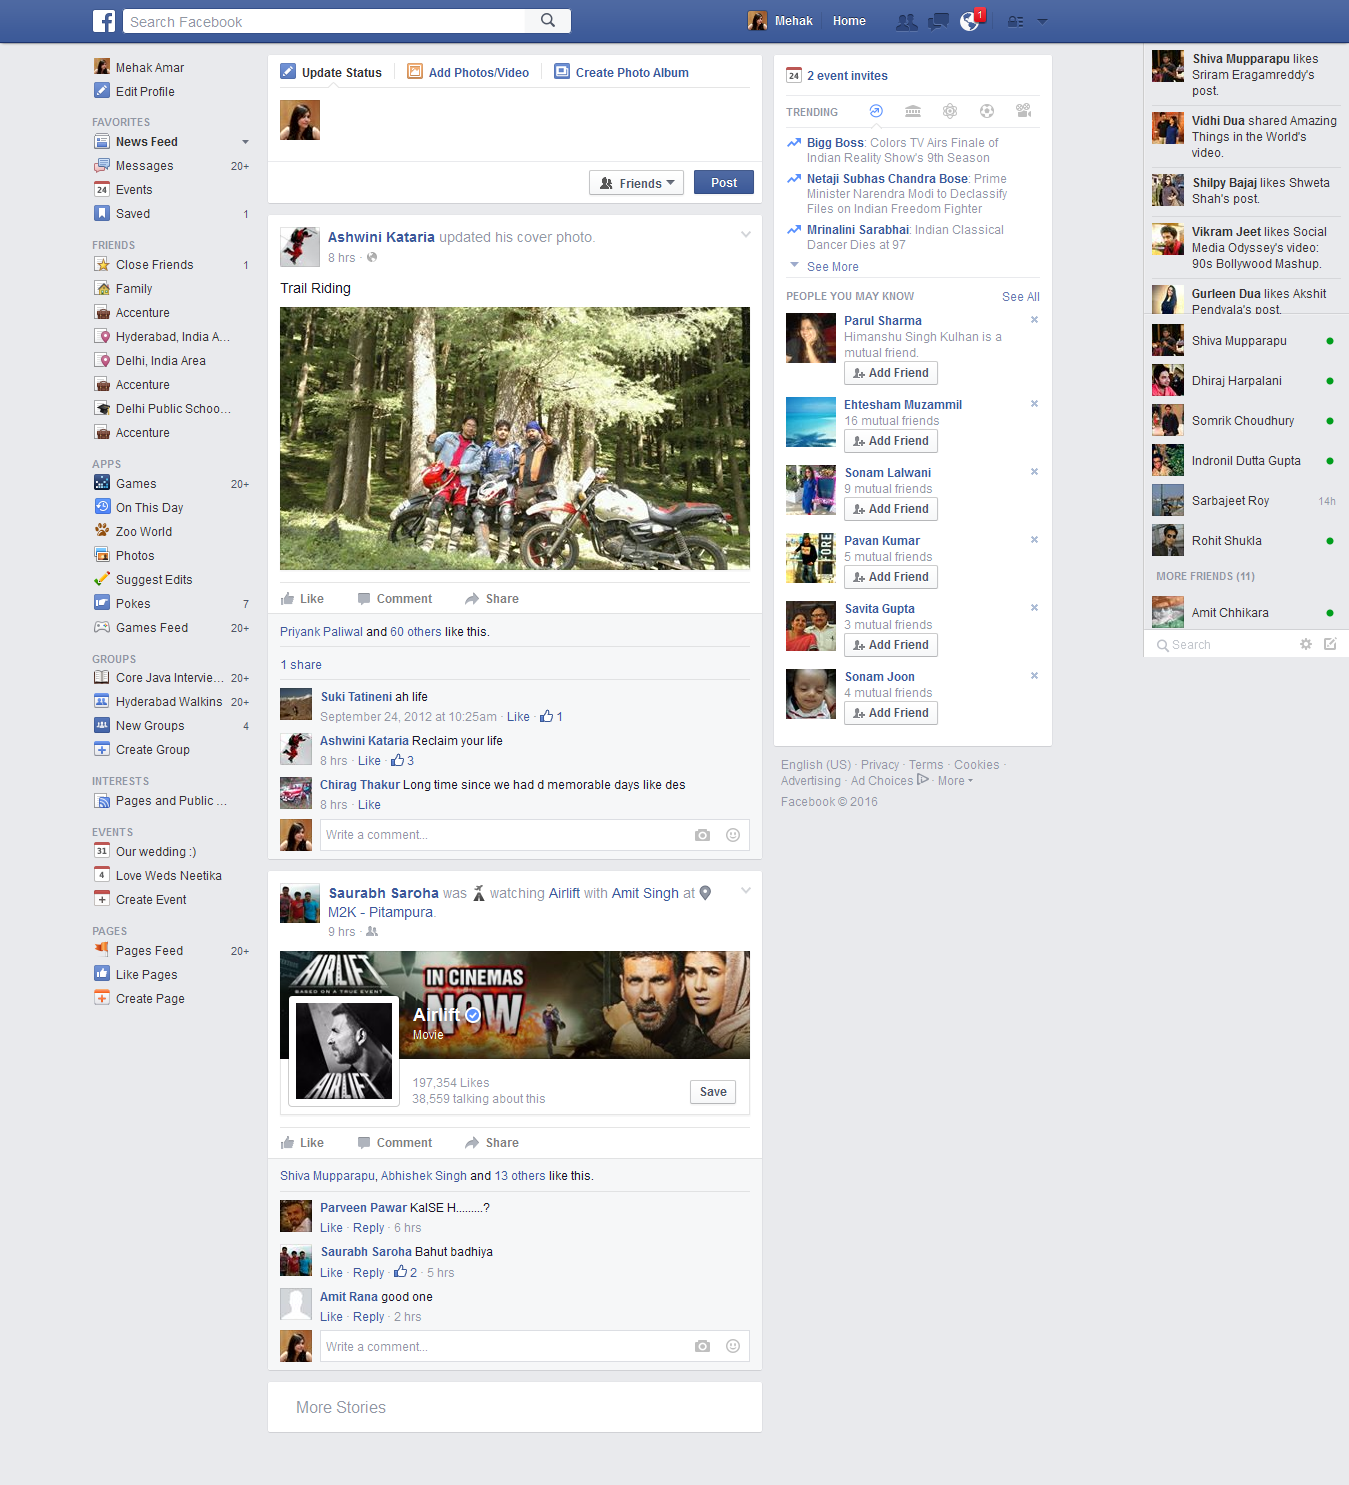 Search Facebook
Mehak
Home
1
Mehak Amar
Edit Profile
FAVORITES
News Feed
Messages 20+
Events
Saved 1
FRIENDS
Close Friends 1
Family
Accenture
Hyderabad, India A...
Delhi, India Area
Accenture
Delhi Public Schoo...
Accenture
APPS
Games 20+
On This Day
Zoo World
Photos
Suggest Edits
Pokes 7
Games Feed 20+
GROUPS
Core Java Intervie... 20+
Hyderabad Walkins 20+
New Groups 4
Create Group
INTERESTS
Pages and Public ...
EVENTS
31 Our wedding :)
4 Love Weds Neetika
Create Event
PAGES
Pages Feed 20+
Like Pages
Create Page
Update Status
Add Photos/Video
Create Photo Album
Friends
Post
Ashwini Kataria updated his cover photo.
8 hrs ·
Trail Riding
Like Comment Share
Priyank Paliwal and 60 others like this.
1 share
Suki Tatineni ah life
September 24, 2012 at 10:25am · Like · 1
Ashwini Kataria Reclaim your life
8 hrs · Like · 3
Chirag Thakur Long time since we had d memorable days like des
8 hrs · Like
Write a comment...
Saurabh Saroha was watching Airlift with Amit Singh at
M2K - Pitampura.
9 hrs ·
AIRLIFT
BASED ON A TRUE EVENT
IN CINEMAS
NOW
Airlift
Movie
AIRLIFT
197,354 Likes
38,559 talking about this
Save
Like Comment Share
Shiva Mupparapu, Abhishek Singh and 13 others like this.
Parveen Pawar KaISE H.........?
Like · Reply · 6 hrs
Saurabh Saroha Bahut badhiya
Like · Reply · 2 · 5 hrs
Amit Rana good one
Like · Reply · 2 hrs
Write a comment...
More Stories
24 2 event invites
TRENDING
Bigg Boss: Colors TV Airs Finale of
Indian Reality Show's 9th Season
Netaji Subhas Chandra Bose: Prime
Minister Narendra Modi to Declassify
Files on Indian Freedom Fighter
Mrinalini Sarabhai: Indian Classical
Dancer Dies at 97
See More
PEOPLE YOU MAY KNOW See All
Parul Sharma
Himanshu Singh Kulhan is a
mutual friend.
Add Friend
Ehtesham Muzammil
16 mutual friends
Add Friend
Sonam Lalwani
9 mutual friends
Add Friend
Pavan Kumar
5 mutual friends
Add Friend
Savita Gupta
3 mutual friends
Add Friend
Sonam Joon
4 mutual friends
Add Friend
English (US) · Privacy · Terms · Cookies ·
Advertising · Ad Choices · More
Facebook © 2016
Shiva Mupparapu likes
Sriram Eragamreddy's
post.
Vidhi Dua shared Amazing
Things in the World's
video.
Shilpy Bajaj likes Shweta
Shah's post.
Vikram Jeet likes Social
Media Odyssey's video:
90s Bollywood Mashup.
Gurleen Dua likes Akshit
Pendyala's post.
Shiva Mupparapu
Dhiraj Harpalani
Somrik Choudhury
Indronil Dutta Gupta
Sarbajeet Roy 14h
Rohit Shukla
MORE FRIENDS (11)
Amit Chhikara
Search